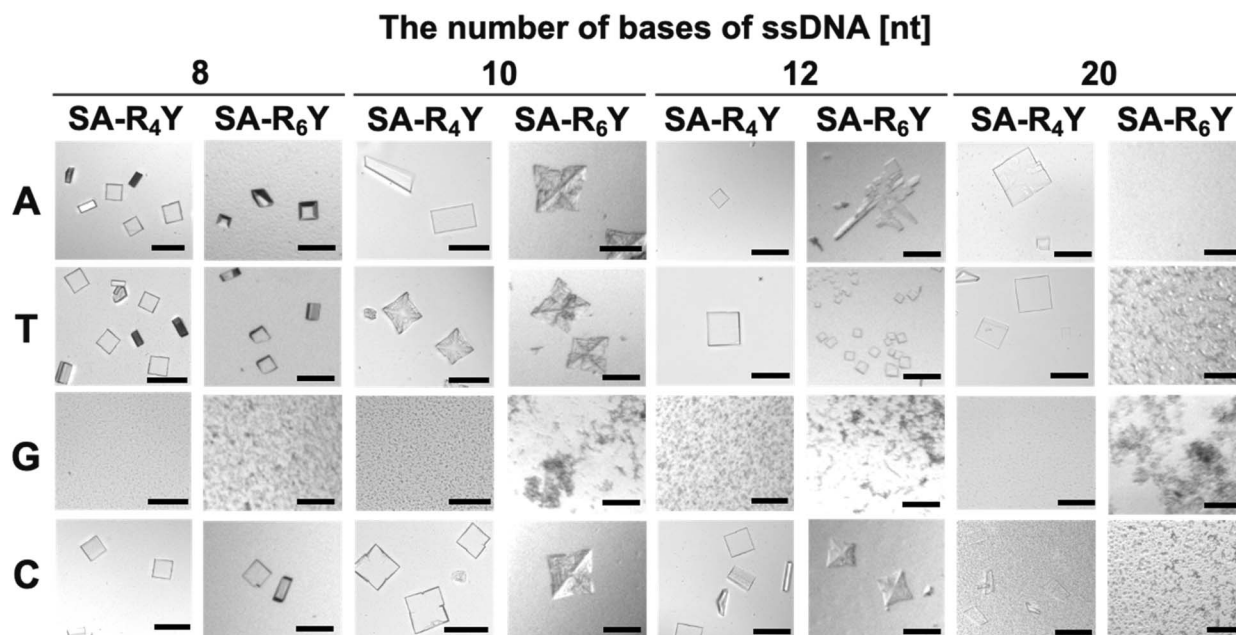 The number of bases of ssDNA [nt]
8 10 12 20
SA-R₄Y SA-R₆Y SA-R₄Y SA-R₆Y SA-R₄Y SA-R₆Y SA-R₄Y SA-R₆Y
A
T
G
C